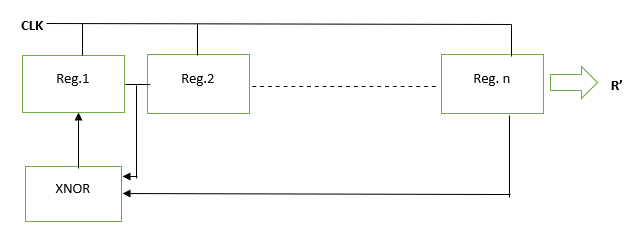 CLK
Reg.1
Reg.2
Reg. n
R’
XNOR